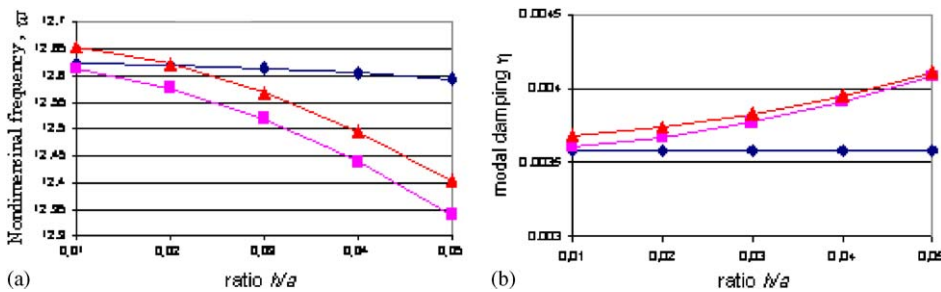 12.7
12.65
12.6
12.55
12.5
12.45
12.4
12.35
12.3
Nondimensinal frequency, ϖ
0,01 0,02 0,03 0,04 0,05
ratio h/a
(a)
0.0045
0.004
0.0035
0.003
modal damping η
0,01 0,02 0,03 0,04 0,05
ratio h/a
(b)